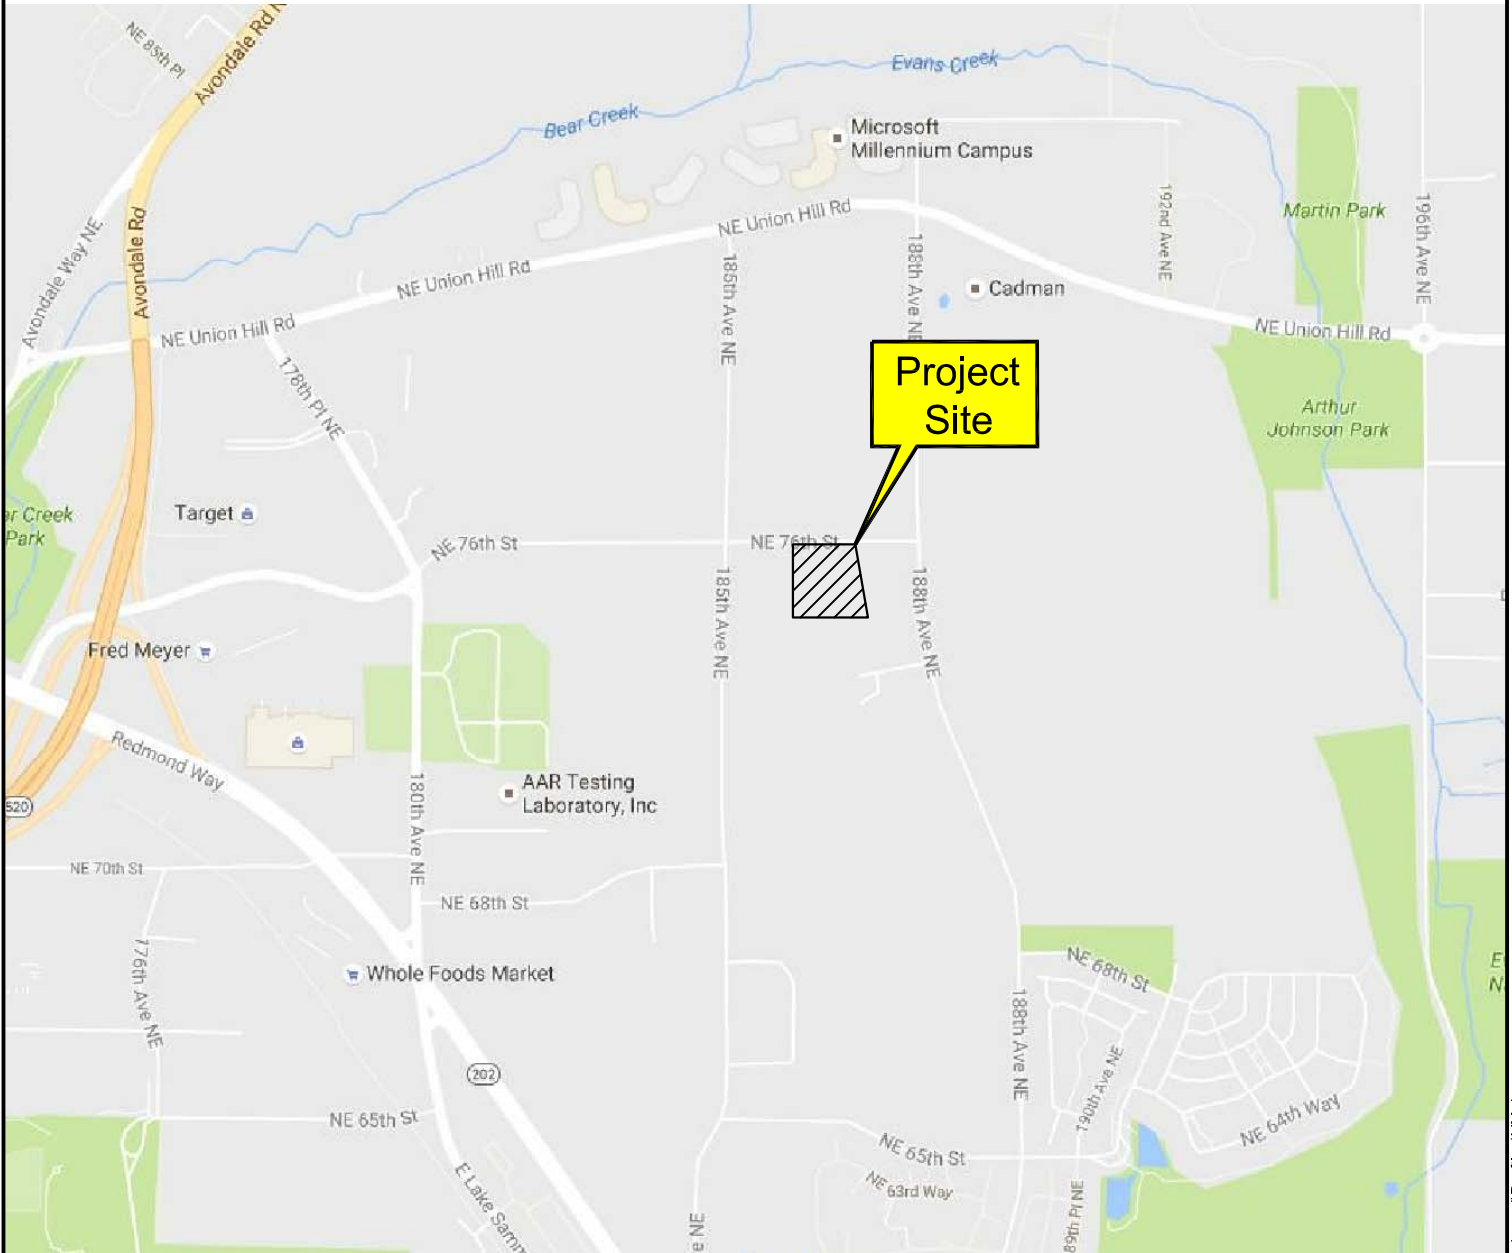 NE 85th Pl
Avondale Rd N
Evans Creek
Bear Creek
Microsoft
Millennium Campus
Avondale Way NE
Avondale Rd
NE Union Hill Rd
NE Union Hill Rd
NE Union Hill Rd
185th Ave NE
188th Ave NE
192nd Ave NE
Martin Park
196th Ave NE
Cadman
NE Union Hill Rd
178th Pl NE
Project
Site
Arthur
Johnson Park
ar Creek
Park
Target
NE 76th St
NE 76th St
185th Ave NE
188th Ave NE
Fred Meyer
Redmond Way
520
180th Ave NE
AAR Testing
Laboratory, Inc
NE 70th St
NE 68th St
176th Ave NE
Whole Foods Market
NE 68th St
188th Ave NE
190th Ave NE
202
NE 65th St
NE 64th Way
NE 65th St
NE 63rd Way
E Lake Samm
e NE
89th Pl NE